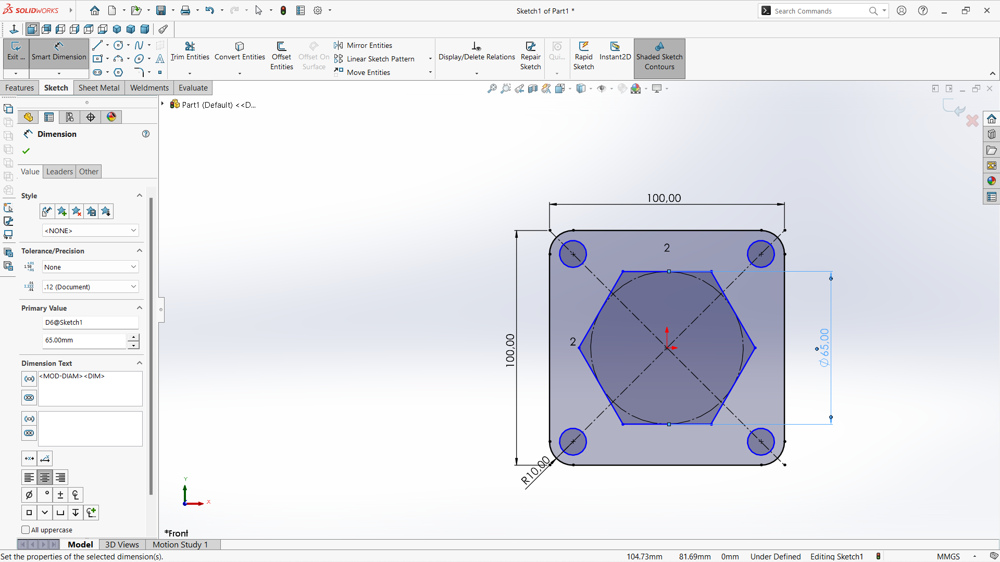 SOLIDWORKS
Sketch1 of Part1 *
Search Commands
Exit ...
Smart Dimension
Trim Entities
Convert Entities
Offset Entities
Offset On Surface
Mirror Entities
Linear Sketch Pattern
Move Entities
Display/Delete Relations
Repair Sketch
Qui...
Rapid Sketch
Instant2D
Shaded Sketch Contours
Features
Sketch
Sheet Metal
Weldments
Evaluate
Part1 (Default) <<D...
Dimension
Value
Leaders
Other
Style
<NONE>
Tolerance/Precision
None
.12 (Document)
Primary Value
D6@Sketch1
65.00mm
Dimension Text
<MOD-DIAM><DIM>
All uppercase
100,00
100,00
2
2
R10,00
∅65,00
Y
X
*Front
Model
3D Views
Motion Study 1
Set the properties of the selected dimension(s).
104.73mm
81.69mm
0mm
Under Defined
Editing Sketch1
MMGS